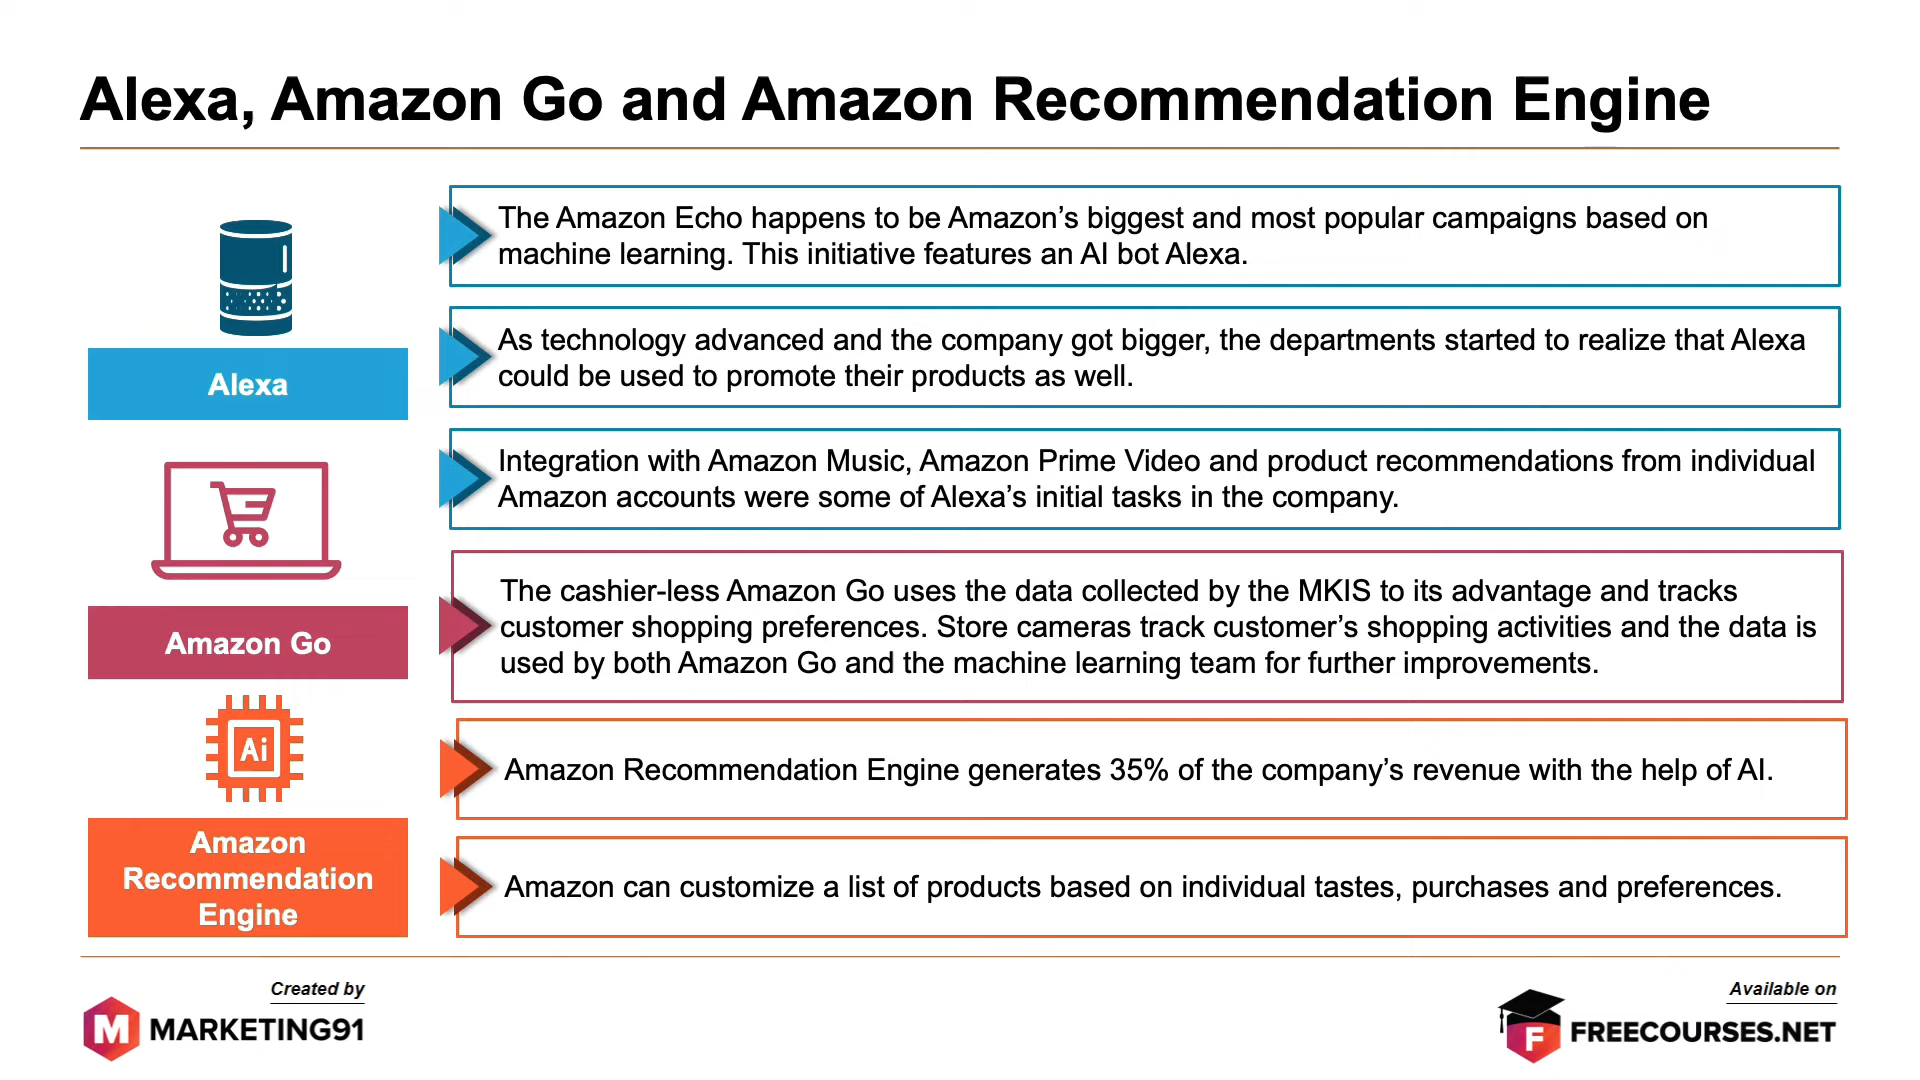 Alexa, Amazon Go and Amazon Recommendation Engine
The Amazon Echo happens to be Amazon’s biggest and most popular campaigns based on
machine learning. This initiative features an AI bot Alexa.
As technology advanced and the company got bigger, the departments started to realize that Alexa
could be used to promote their products as well.
Alexa
Integration with Amazon Music, Amazon Prime Video and product recommendations from individual
Amazon accounts were some of Alexa’s initial tasks in the company.
The cashier-less Amazon Go uses the data collected by the MKIS to its advantage and tracks
customer shopping preferences. Store cameras track customer’s shopping activities and the data is
used by both Amazon Go and the machine learning team for further improvements.
Amazon Go
Ai
Amazon Recommendation Engine generates 35% of the company’s revenue with the help of AI.
Amazon
Recommendation
Engine
Amazon can customize a list of products based on individual tastes, purchases and preferences.
Created by
M MARKETING91
Available on
F FREECOURSES.NET